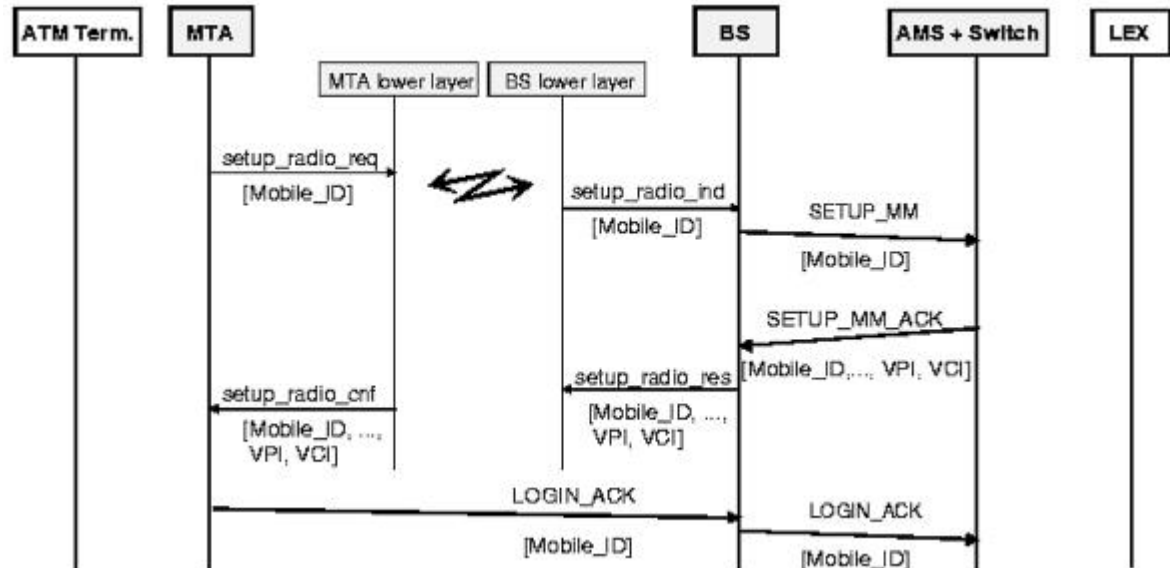 ATM Term.
MTA
BS
AMS + Switch
LEX
MTA lower layer
BS lower layer
setup_radio_req
[Mobile_ID]
setup_radio_ind
[Mobile_ID]
SETUP_MM
[Mobile_ID]
SETUP_MM_ACK
[Mobile_ID,..., VPI, VCI]
setup_radio_res
[Mobile_ID, ...,
VPI, VCI]
setup_radio_cnf
[Mobile_ID, ...,
VPI, VCI]
LOGIN_ACK
[Mobile_ID]
LOGIN_ACK
[Mobile_ID]